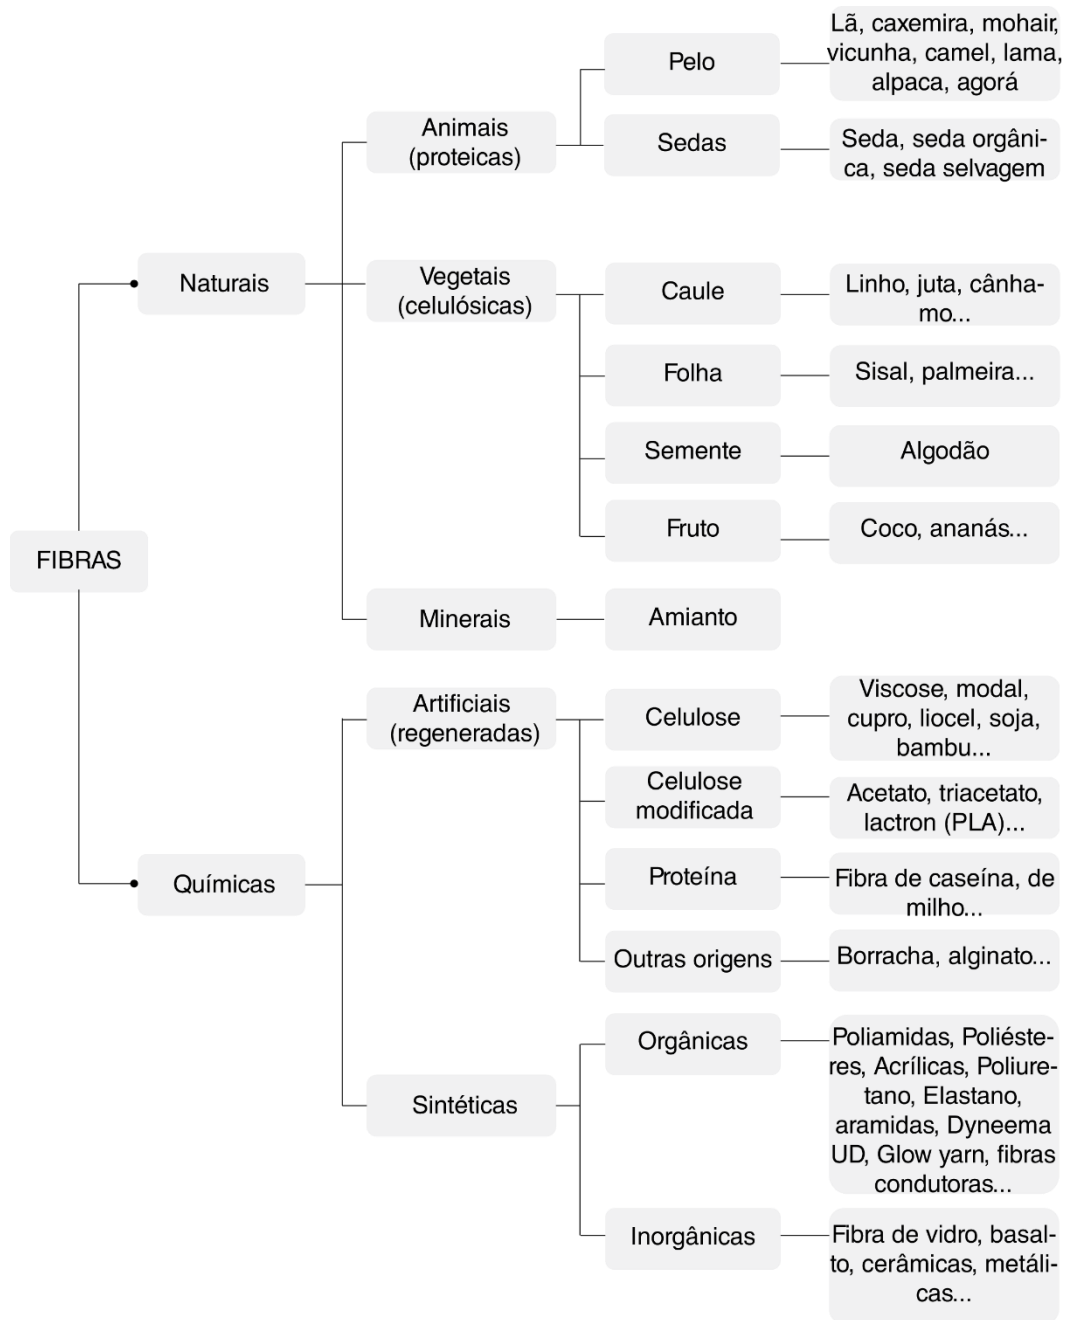 Pelo
Lã, caxemira, mohair,
vicunha, camel, lama,
alpaca, agorá
Animais
(proteicas)
Sedas
Seda, seda orgâni-
ca, seda selvagem
Naturais
Vegetais
(celulósicas)
Caule
Linho, juta, cânha-
mo...
Folha
Sisal, palmeira...
Semente
Algodão
Fruto
Coco, ananás...
FIBRAS
Minerais
Amianto
Artificiais
(regeneradas)
Celulose
Viscose, modal,
cupro, liocel, soja,
bambu...
Celulose
modificada
Acetato, triacetato,
lactron (PLA)...
Químicas
Proteína
Fibra de caseína, de
milho...
Outras origens
Borracha, alginato...
Sintéticas
Orgânicas
Poliamidas, Poliéste-
res, Acrílicas, Poliure-
tano, Elastano,
aramidas, Dyneema
UD, Glow yarn, fibras
condutoras...
Inorgânicas
Fibra de vidro, basal-
to, cerâmicas, metáli-
cas...